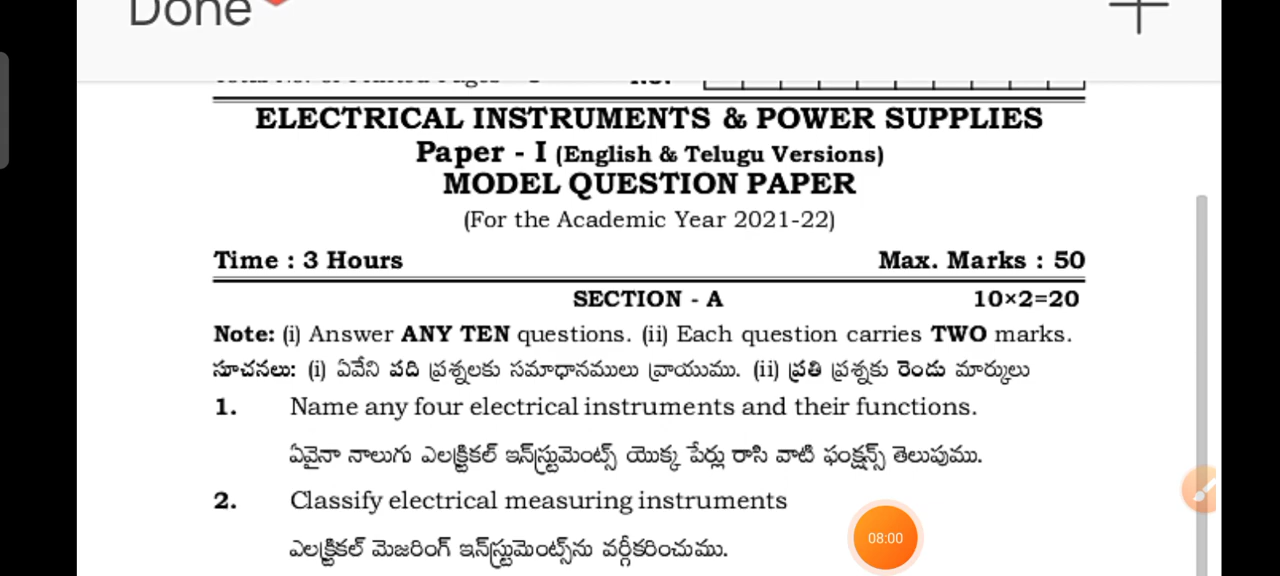 Done
ELECTRICAL INSTRUMENTS & POWER SUPPLIES
Paper - I (English & Telugu Versions)
MODEL QUESTION PAPER
(For the Academic Year 2021-22)
Time : 3 Hours Max. Marks : 50
SECTION - A 10×2=20
Note: (i) Answer ANY TEN questions. (ii) Each question carries TWO marks.
సూచనలు: (i) ఏవేని పది ప్రశ్నలకు సమాధానములు వ్రాయుము. (ii) ప్రతి ప్రశ్నకు రెండు మార్కులు
1. Name any four electrical instruments and their functions.
ఏవైనా నాలుగు ఎలక్ట్రికల్ ఇన్‌స్ట్రుమెంట్స్ యొక్క పేర్లు రాసి వాటి ఫంక్షన్స్ తెలుపుము.
2. Classify electrical measuring instruments
ఎలక్ట్రికల్ మెజరింగ్ ఇన్‌స్ట్రుమెంట్స్‌ను వర్గీకరించుము.
08:00